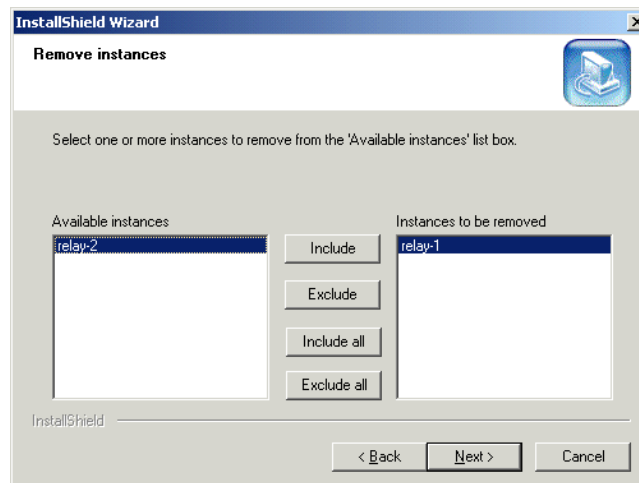 InstallShield Wizard
Remove instances
Select one or more instances to remove from the 'Available instances' list box.
Available instances
Instances to be removed
relay-2
Include
relay-1
Exclude
Include all
Exclude all
InstallShield
< Back
Next >
Cancel